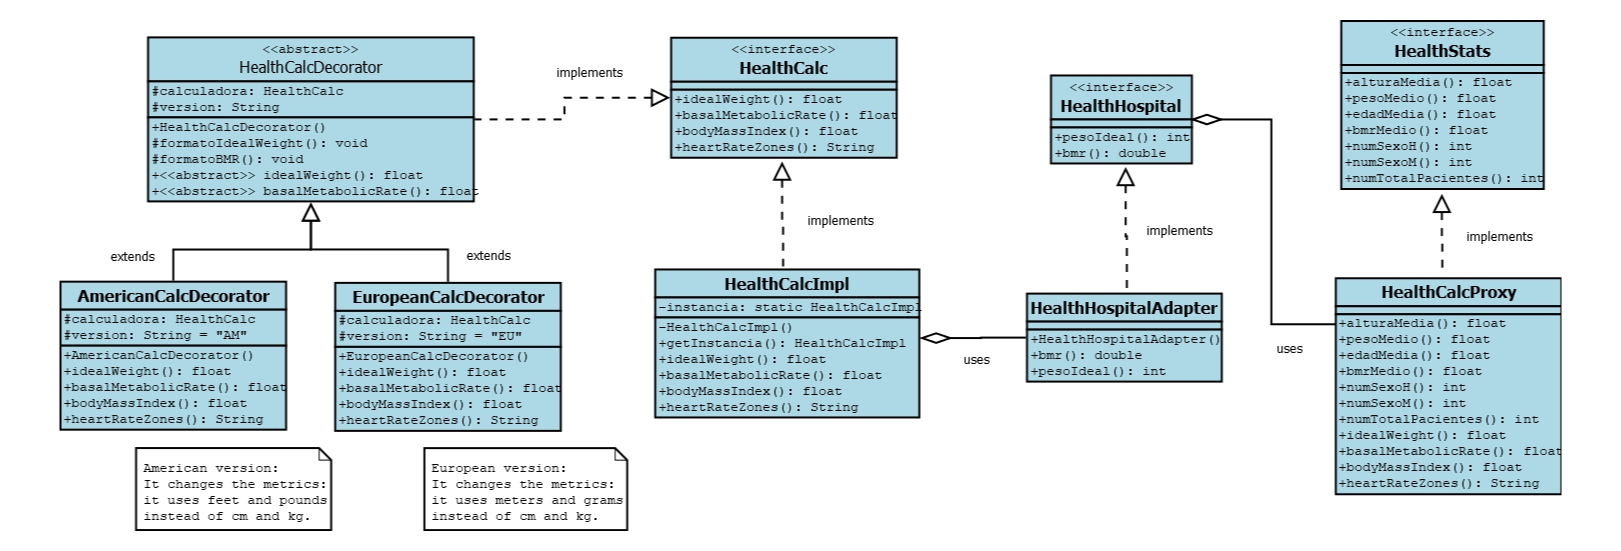 <<abstract>>
HealthCalcDecorator
#calculadora: HealthCalc
#version: String
+HealthCalcDecorator()
#formatoIdealWeight(): void
#formatoBMR(): void
+<<abstract>> idealWeight(): float
+<<abstract>> basalMetabolicRate(): float
implements
<<interface>>
HealthCalc
+idealWeight(): float
+basalMetabolicRate(): float
+bodyMassIndex(): float
+heartRateZones(): String
<<interface>>
HealthHospital
+pesoIdeal(): int
+bmr(): double
<<interface>>
HealthStats
+alturaMedia(): float
+pesoMedio(): float
+edadMedia(): float
+bmrMedio(): float
+numSexoH(): int
+numSexoM(): int
+numTotalPacientes(): int
extends
extends
implements
implements
implements
AmericanCalcDecorator
#calculadora: HealthCalc
#version: String = "AM"
+AmericanCalcDecorator()
+idealWeight(): float
+basalMetabolicRate(): float
+bodyMassIndex(): float
+heartRateZones(): String
EuropeanCalcDecorator
#calculadora: HealthCalc
#version: String = "EU"
+EuropeanCalcDecorator()
+idealWeight(): float
+basalMetabolicRate(): float
+bodyMassIndex(): float
+heartRateZones(): String
HealthCalcImpl
-instancia: static HealthCalcImpl
-HealthCalcImpl()
+getInstancia(): HealthCalcImpl
+idealWeight(): float
+basalMetabolicRate(): float
+bodyMassIndex(): float
+heartRateZones(): String
uses
HealthHospitalAdapter
+HealthHospitalAdapter()
+bmr(): double
+pesoIdeal(): int
uses
HealthCalcProxy
+alturaMedia(): float
+pesoMedio(): float
+edadMedia(): float
+bmrMedio(): float
+numSexoH(): int
+numSexoM(): int
+numTotalPacientes(): int
+idealWeight(): float
+basalMetabolicRate(): float
+bodyMassIndex(): float
+heartRateZones(): String
American version:
It changes the metrics:
it uses feet and pounds
instead of cm and kg.
European version:
It changes the metrics:
it uses meters and grams
instead of cm and kg.